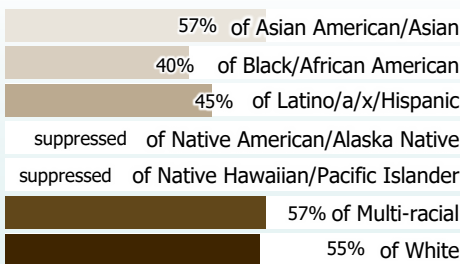 57% of Asian American/Asian
40% of Black/African American
45% of Latino/a/x/Hispanic
suppressed of Native American/Alaska Native
suppressed of Native Hawaiian/Pacific Islander
57% of Multi-racial
55% of White